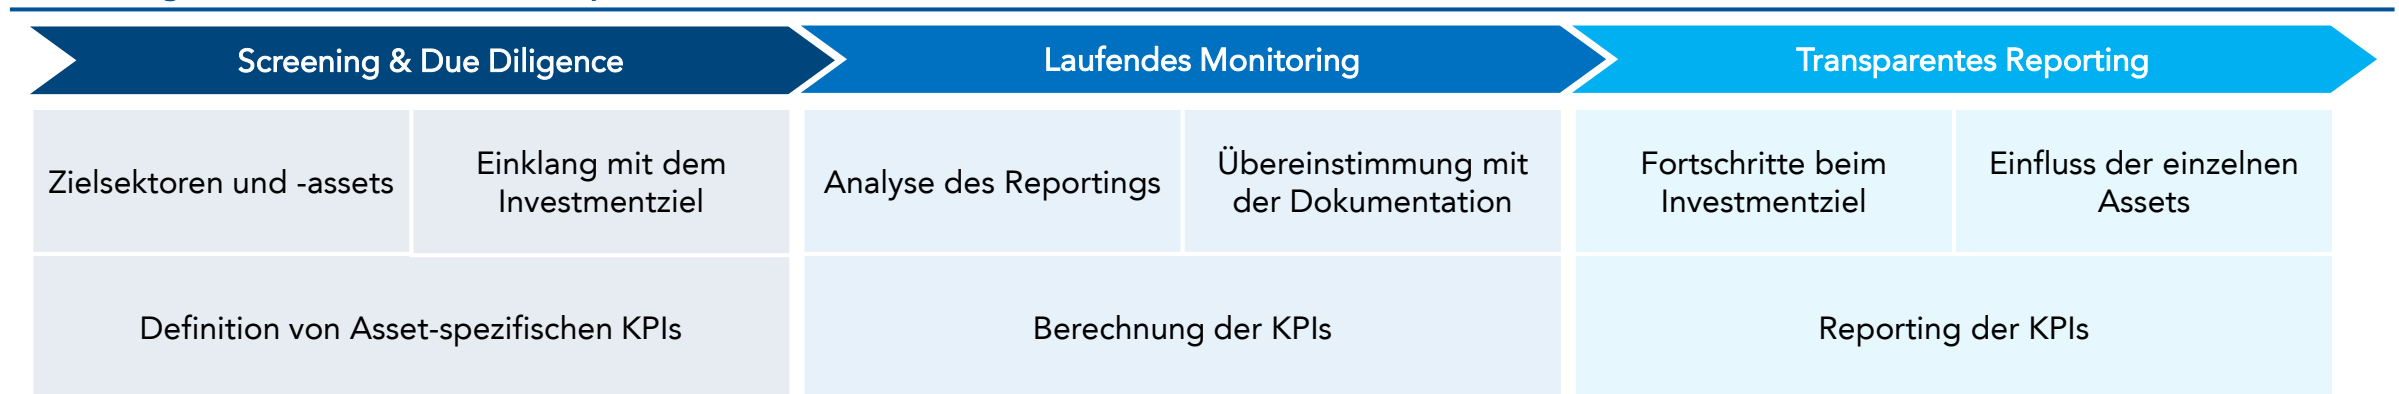 Screening & Due Diligence
Laufendes Monitoring
Transparentes Reporting
Zielsektoren und -assets
Einklang mit dem
Investmentziel
Analyse des Reportings
Übereinstimmung mit
der Dokumentation
Fortschritte beim
Investmentziel
Einfluss der einzelnen
Assets
Definition von Asset-spezifischen KPIs
Berechnung der KPIs
Reporting der KPIs